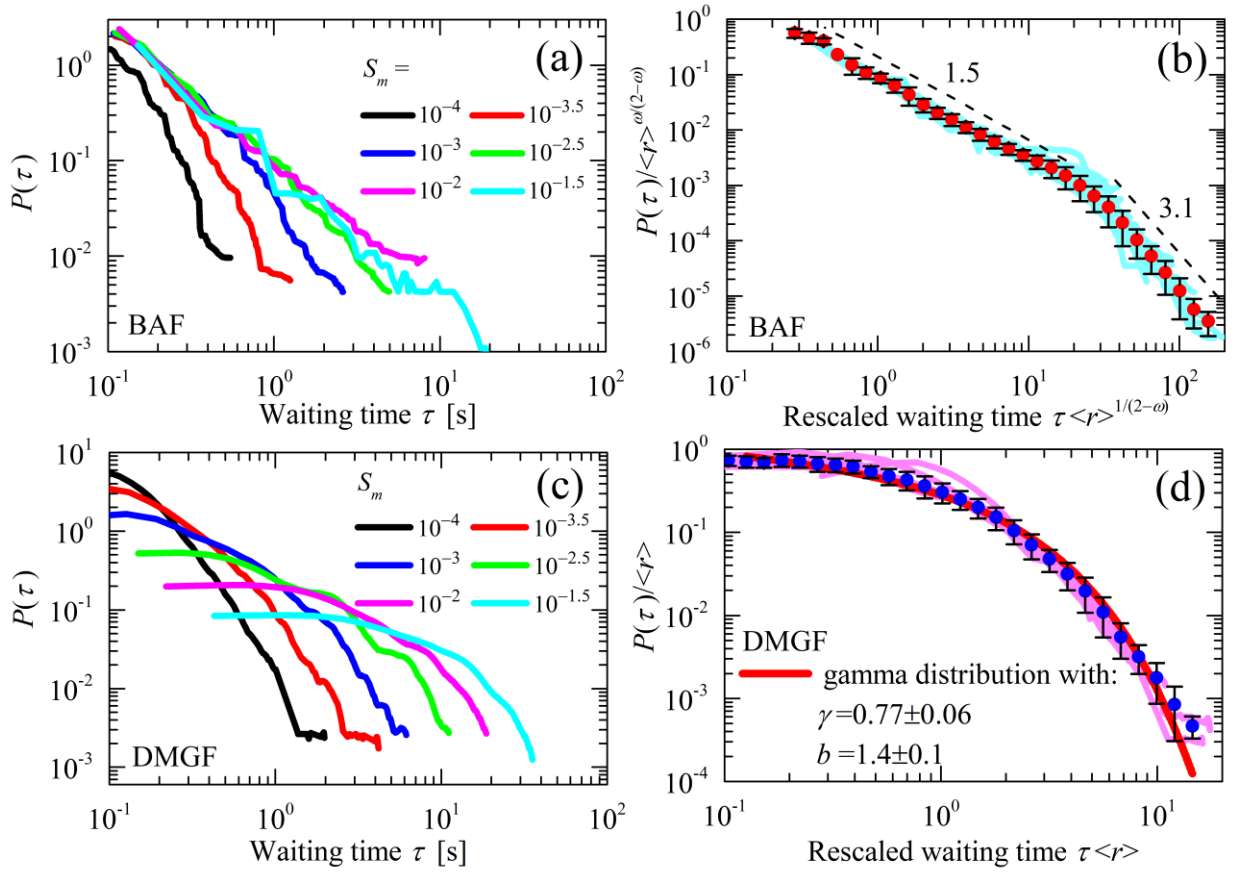 (a)
S_m =
10^−4
10^−3.5
10^−3
10^−2.5
10^−2
10^−1.5
BAF
P(τ)
10^0
10^−1
10^−2
10^−3
10^−1
10^0
10^1
10^2
Waiting time τ [s]
(b)
1.5
3.1
BAF
P(τ)/<r>^ω/(2−ω)
10^0
10^−1
10^−2
10^−3
10^−4
10^−5
10^−6
10^0
10^1
10^2
Rescaled waiting time τ<r>^1/(2−ω)
(c)
S_m
10^−4
10^−3.5
10^−3
10^−2.5
10^−2
10^−1.5
DMGF
P(τ)
10^1
10^0
10^−1
10^−2
10^−3
10^−1
10^0
10^1
10^2
Waiting time τ [s]
(d)
DMGF
gamma distribution with:
γ=0.77±0.06
b=1.4±0.1
P(τ)/<r>
10^0
10^−1
10^−2
10^−3
10^−4
10^−1
10^0
10^1
Rescaled waiting time τ<r>